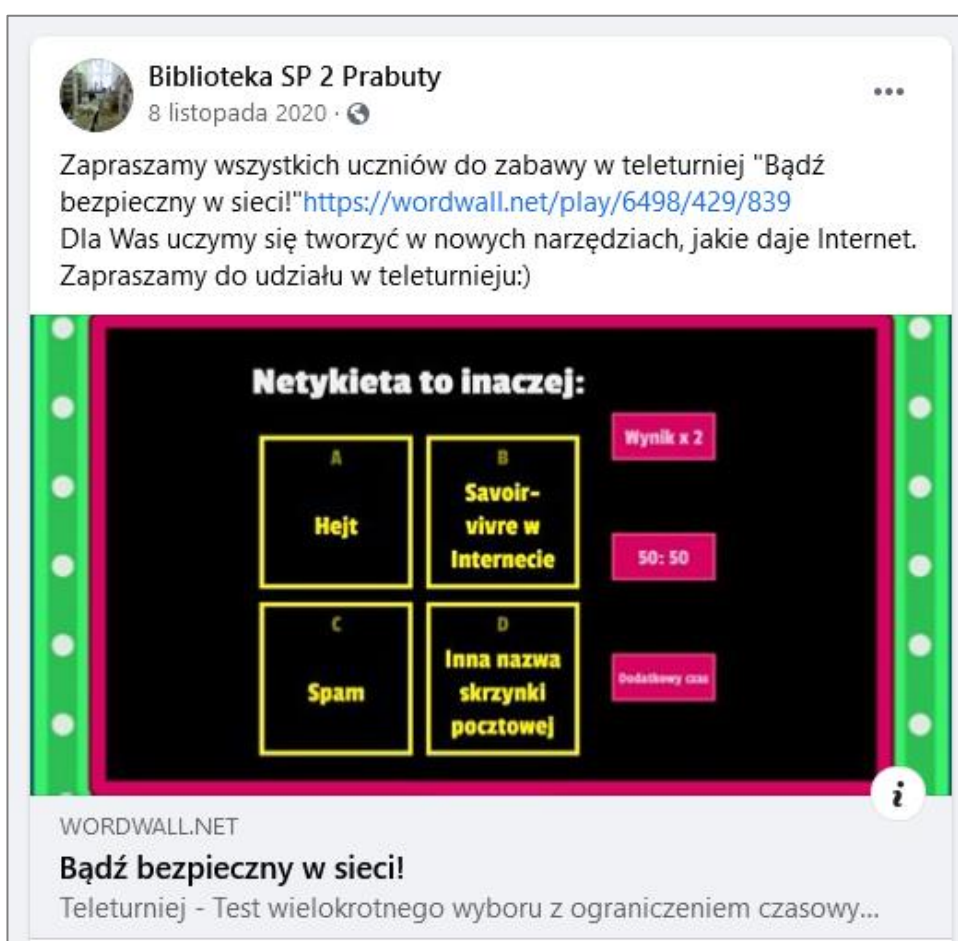 Biblioteka SP 2 Prabuty
8 listopada 2020 ·
Zapraszamy wszystkich uczniów do zabawy w teleturniej "Bądź
bezpieczny w sieci!"https://wordwall.net/play/6498/429/839
Dla Was uczymy się tworzyć w nowych narzędziach, jakie daje Internet.
Zapraszamy do udziału w teleturnieju:)
Netykieta to inaczej:
A
Hejt
B
Savoir-
vivre w
Internecie
C
Spam
D
Inna nazwa
skrzynki
pocztowej
Wynik x 2
50: 50
Dodatkowy czas
i
WORDWALL.NET
Bądź bezpieczny w sieci!
Teleturniej - Test wielokrotnego wyboru z ograniczeniem czasowy...